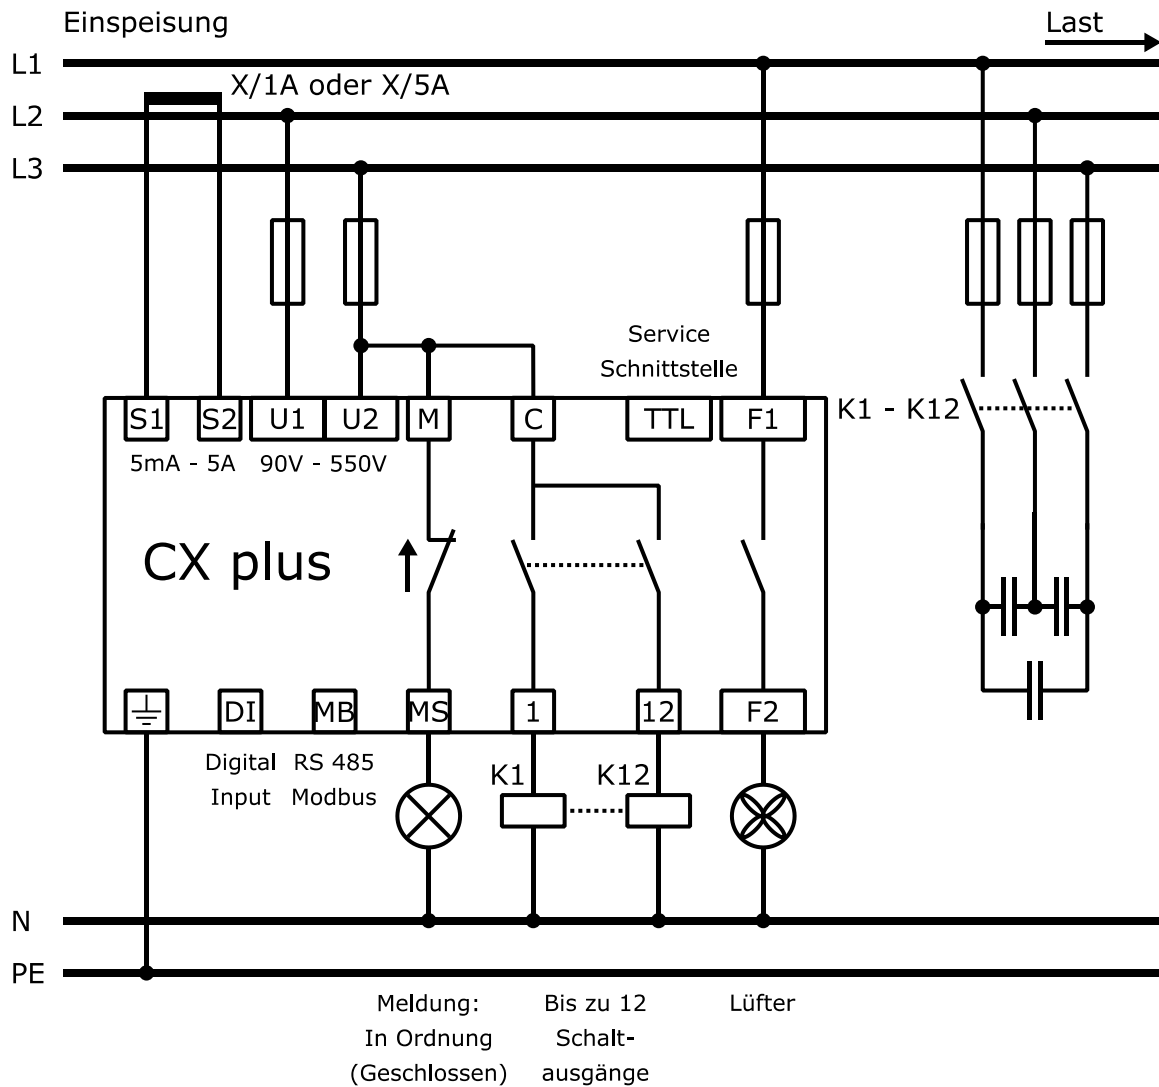 Einspeisung
Last
L1
X/1A oder X/5A
L2
L3
Service
Schnittstelle
S1 S2 U1 U2 M C TTL F1
K1 - K12
5mA - 5A 90V - 550V
CX plus
DI MB MS 1 12 F2
Digital RS 485
Input Modbus
K1 K12
N
PE
Meldung: Bis zu 12 Lüfter
In Ordnung Schalt-
(Geschlossen) ausgänge